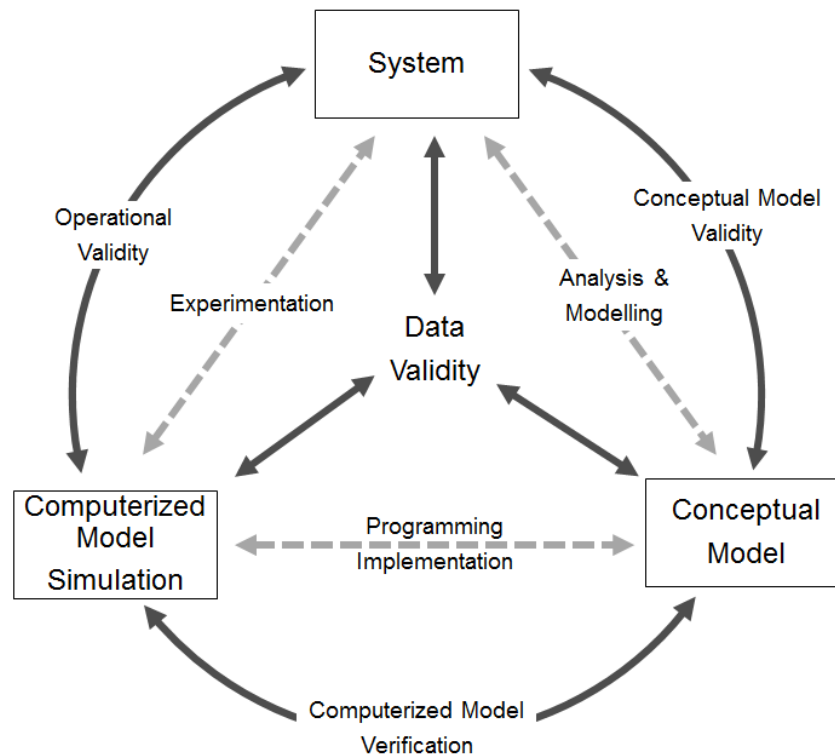 System
Operational
Validity
Conceptual Model
Validity
Experimentation
Analysis &
Modelling
Data
Validity
Computerized
Model
Simulation
Programming
Implementation
Conceptual
Model
Computerized Model
Verification